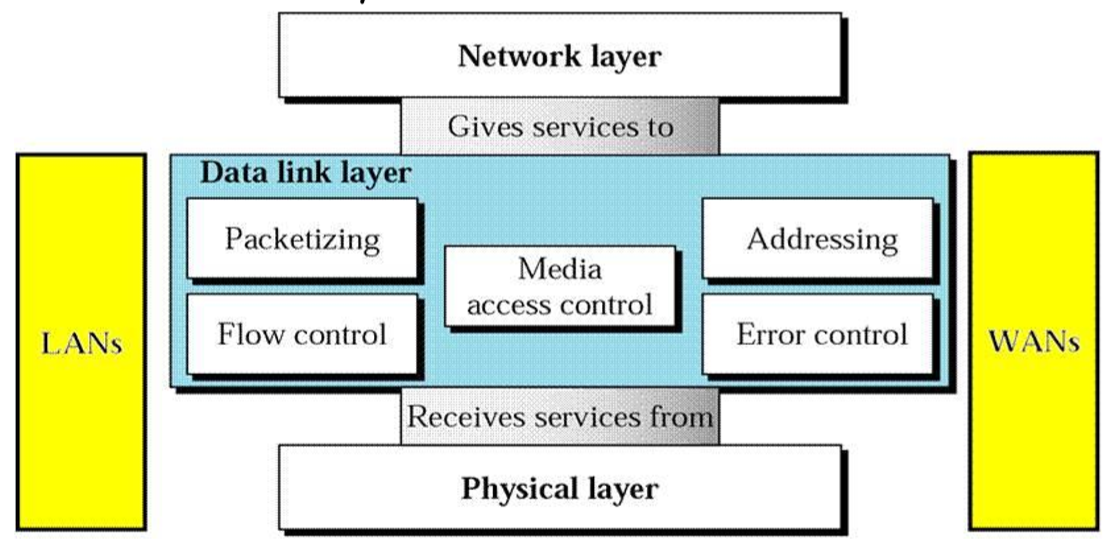 Network layer
Gives services to
Data link layer
Packetizing
Addressing
Media
access control
Flow control
Error control
LANs
WANs
Receives services from
Physical layer